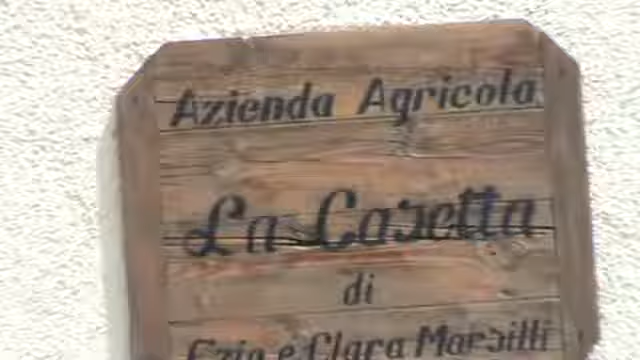 Azienda Agricola
La Casetta
di
Ezio e Clara Marsilli